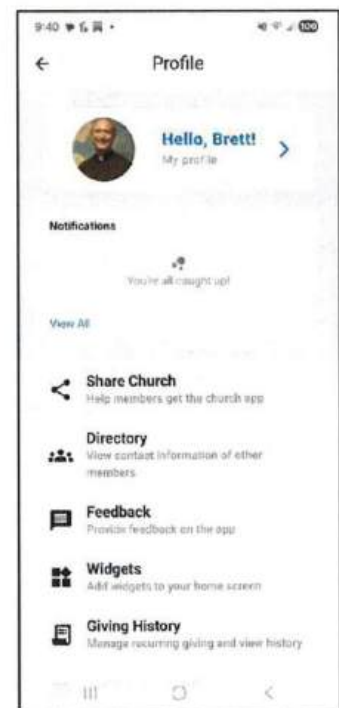 9:40
100
Profile
Hello, Brett!
My profile
Notifications
You're all caught up!
View All
Share Church
Help members get the church app
Directory
View contact information of other
members.
Feedback
Provide feedback on the app
Widgets
Add widgets to your home screen
Giving History
Manage recurring giving and view history